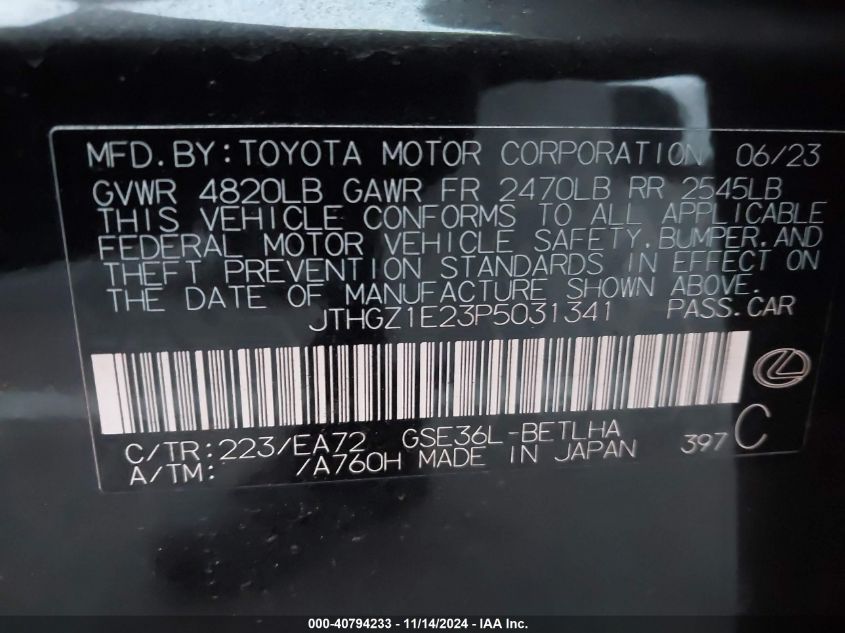 MFD.BY:TOYOTA MOTOR CORPORATION 06/23
GVWR 4820LB GAWR FR 2470LB RR 2545LB
THIS VEHICLE CONFORMS TO ALL APPLICABLE
FEDERAL MOTOR VEHICLE SAFETY,BUMPER,AND
THEFT PREVENTION STANDARDS IN EFFECT ON
THE DATE OF MANUFACTURE SHOWN ABOVE.
JTHGZ1E23P5031341 PASS.CAR
C/TR:223/EA72 GSE36L-BETLHA 397 C
A/TM: /A760H MADE IN JAPAN
000-40794233 - 11/14/2024 - IAA Inc.